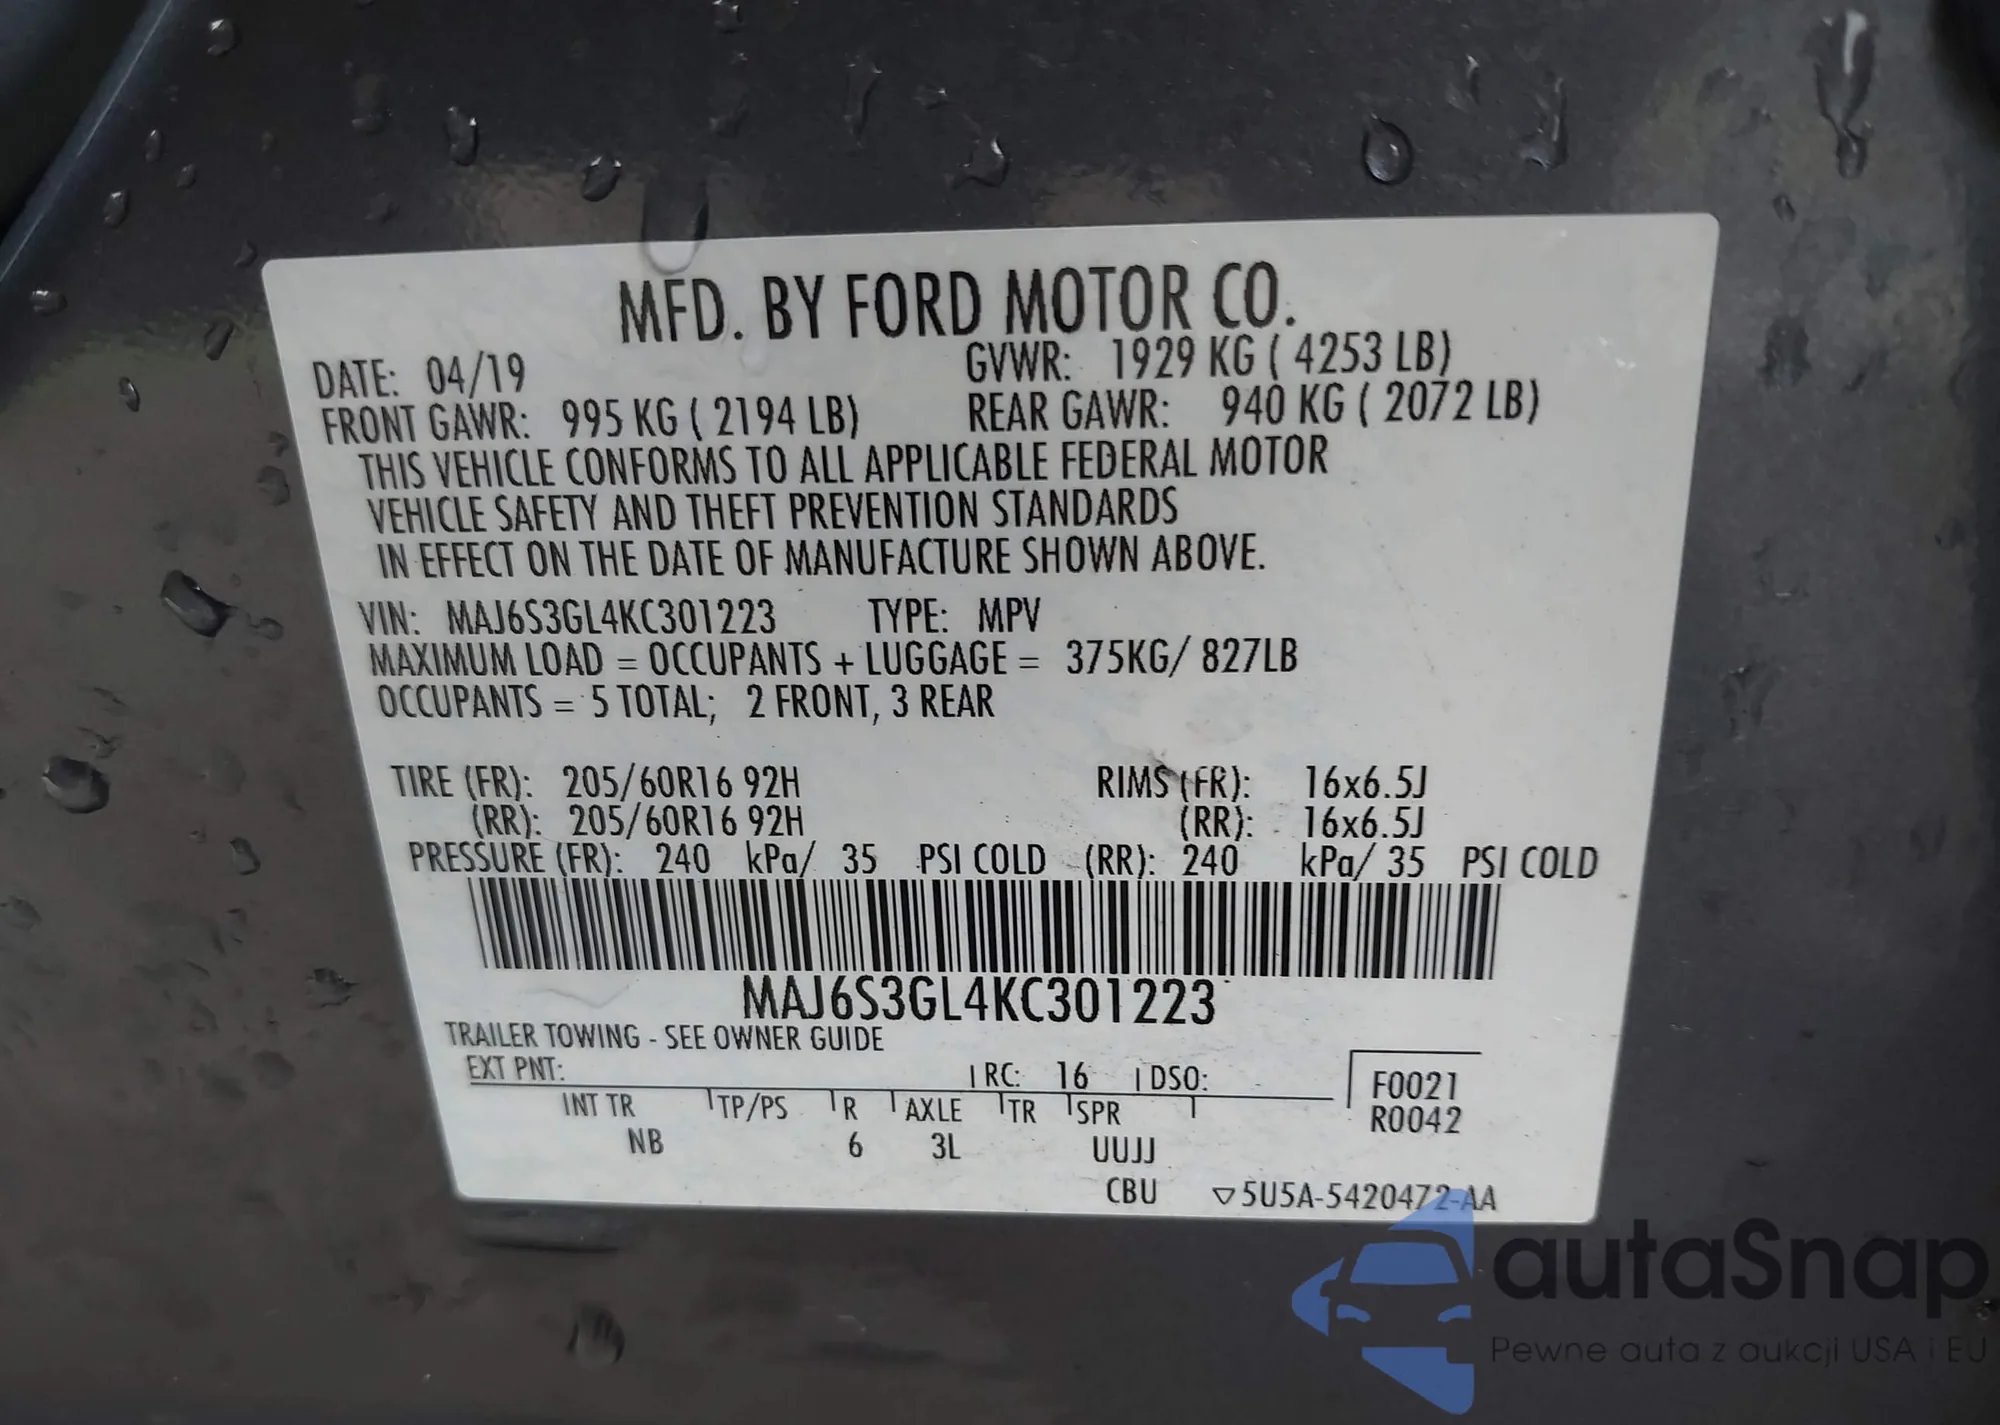 MFD. BY FORD MOTOR CO.
DATE: 04/19 GVWR: 1929 KG ( 4253 LB)
FRONT GAWR: 995 KG ( 2194 LB) REAR GAWR: 940 KG ( 2072 LB)
THIS VEHICLE CONFORMS TO ALL APPLICABLE FEDERAL MOTOR
VEHICLE SAFETY AND THEFT PREVENTION STANDARDS
IN EFFECT ON THE DATE OF MANUFACTURE SHOWN ABOVE.
VIN: MAJ6S3GL4KC301223 TYPE: MPV
MAXIMUM LOAD = OCCUPANTS + LUGGAGE = 375KG/ 827LB
OCCUPANTS = 5 TOTAL; 2 FRONT, 3 REAR
TIRE (FR): 205/60R16 92H RIMS (FR): 16x6.5J
(RR): 205/60R16 92H (RR): 16x6.5J
PRESSURE (FR): 240 kPa/ 35 PSI COLD (RR): 240 kPa/ 35 PSI COLD
MAJ6S3GL4KC301223
TRAILER TOWING - SEE OWNER GUIDE
EXT PNT: RC: 16 DSO: F0021
INT TR TP/PS R AXLE TR SPR R0042
NB 6 3L UUJJ
CBU ▽5U5A-5420472-AA
autaSnap
Pewne auta z aukcji USA i EU